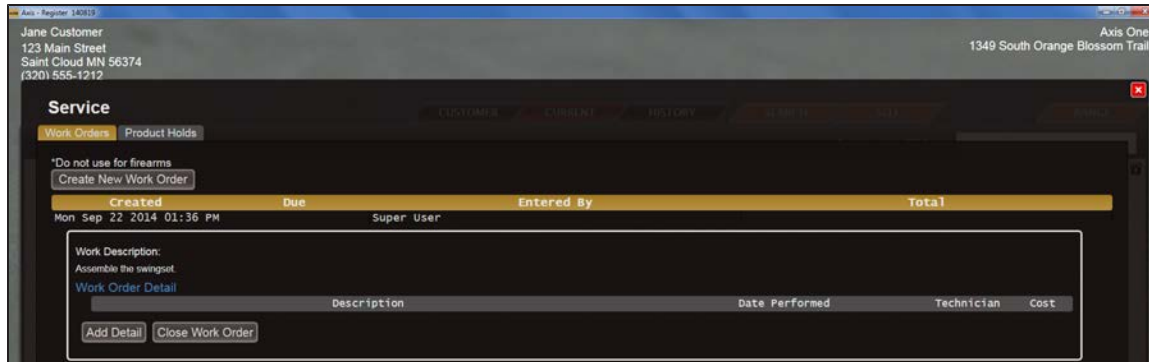 Axis - Register 140819
Jane Customer
123 Main Street
Saint Cloud MN 56374
(320) 555-1212
Axis One
1349 South Orange Blossom Trail
Service
CUSTOMER CURRENT HISTORY SEARCH SELL RANGE
Work Orders Product Holds
*Do not use for firearms
Create New Work Order
Created Due Entered By Total
Mon Sep 22 2014 01:36 PM Super User
Work Description:
Assemble the swingset.
Work Order Detail
Description Date Performed Technician Cost
Add Detail Close Work Order